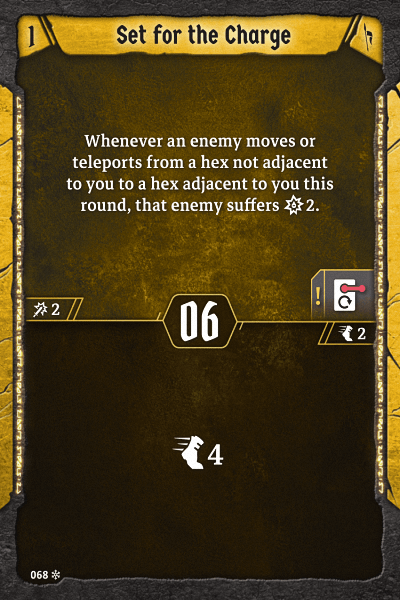 1 Set for the Charge
Whenever an enemy moves or
teleports from a hex not adjacent
to you to a hex adjacent to you this
round, that enemy suffers 2.
2
06
!
2
4
068